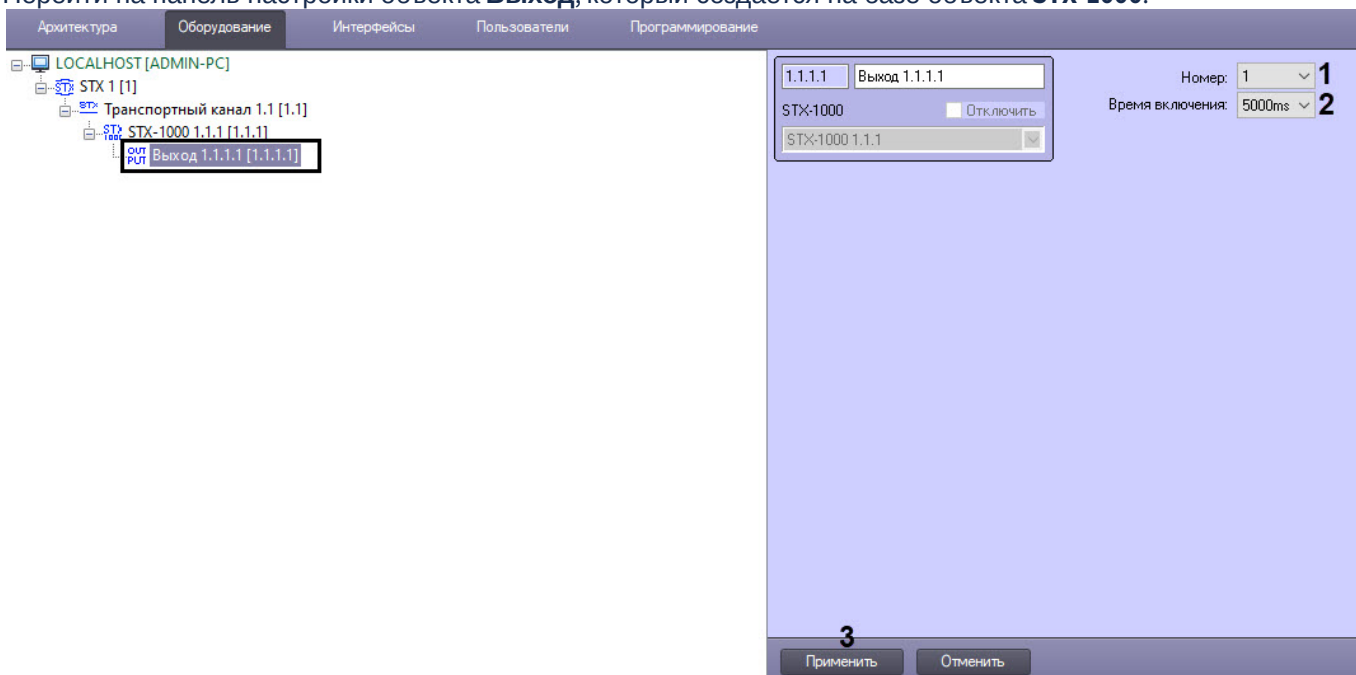 Перейти на панель настройки объекта Выход, который создается на базе объекта STX-1000.
Архитектура Оборудование Интерфейсы Пользователи Программирование
LOCALHOST [ADMIN-PC]
STX 1 [1]
Транспортный канал 1.1 [1.1]
STX-1000 1.1.1 [1.1.1]
OUT PUT Выход 1.1.1.1 [1.1.1.1]
1.1.1.1 Выход 1.1.1.1
STX-1000 Отключить
STX-1000 1.1.1
Номер: 1 1
Время включения: 5000ms 2
3
Применить Отменить